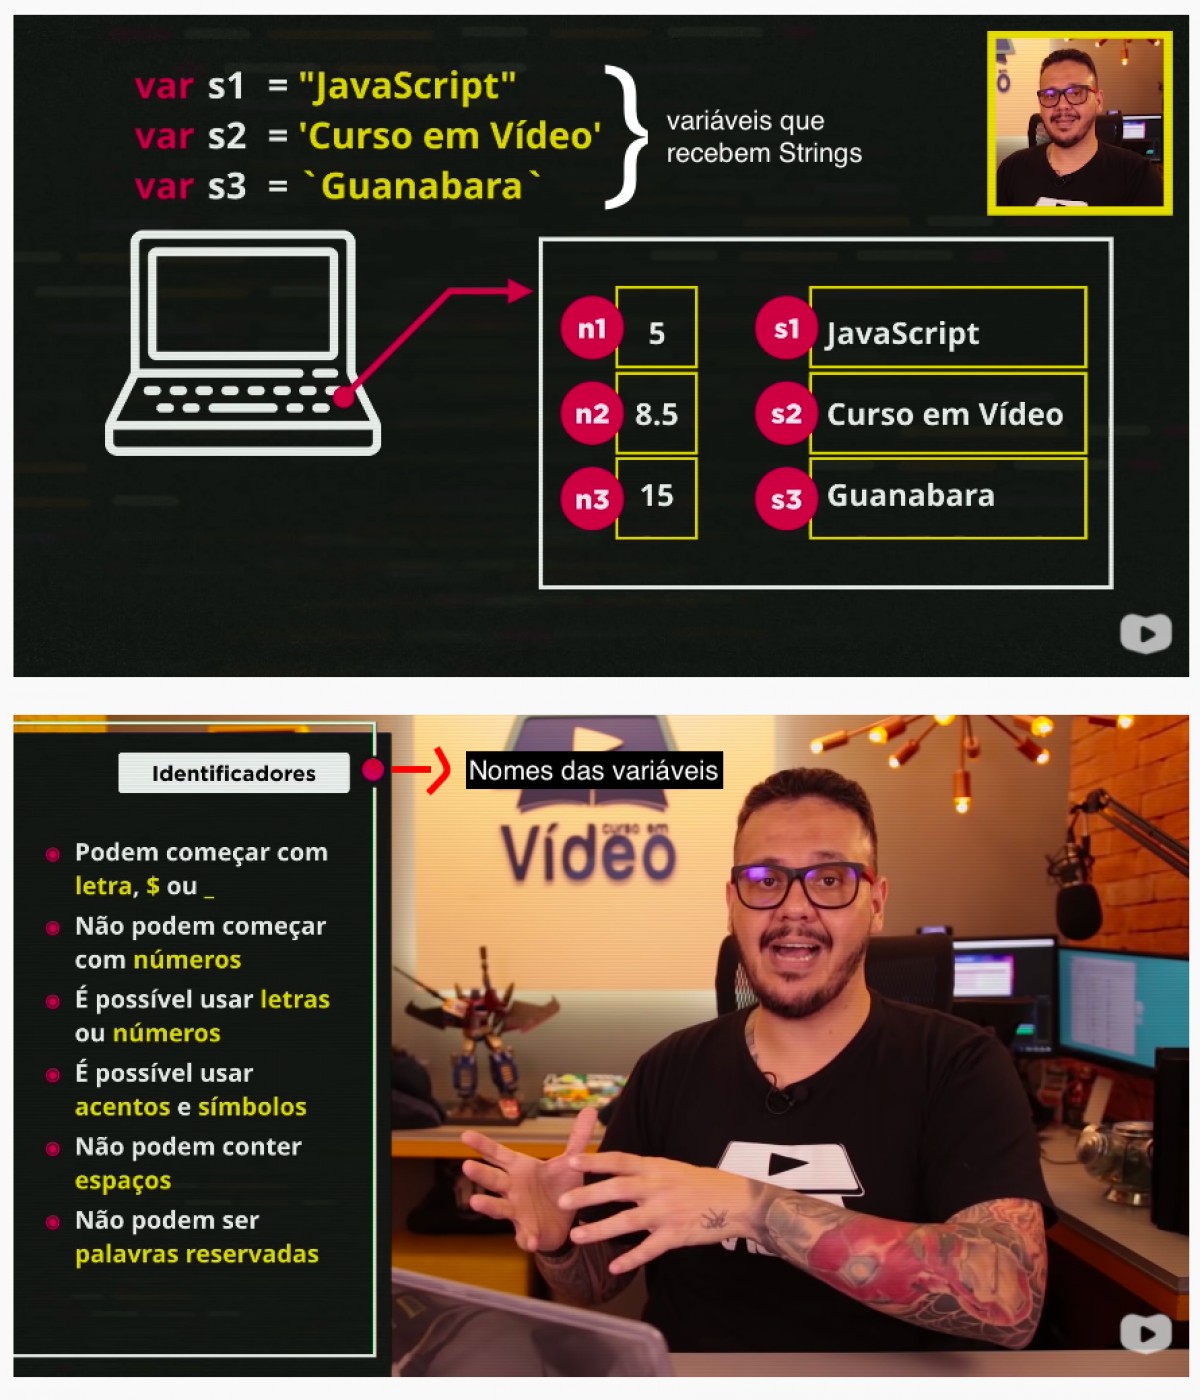 var s1 = "JavaScript"
var s2 = 'Curso em Vídeo'
var s3 = `Guanabara`
variáveis que
recebem Strings
n1 5 s1 JavaScript
n2 8.5 s2 Curso em Vídeo
n3 15 s3 Guanabara
Identificadores
Nomes das variáveis
curso em
Vídeo
Podem começar com
letra, $ ou _
Não podem começar
com números
É possível usar letras
ou números
É possível usar
acentos e símbolos
Não podem conter
espaços
Não podem ser
palavras reservadas